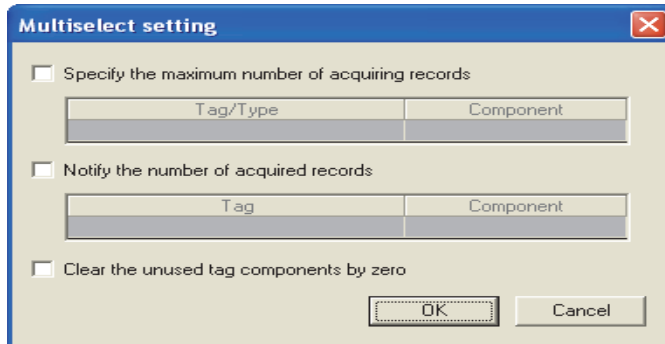 Multiselect setting
Specify the maximum number of acquiring records
Tag/Type Component
Notify the number of acquired records
Tag Component
Clear the unused tag components by zero
OK Cancel